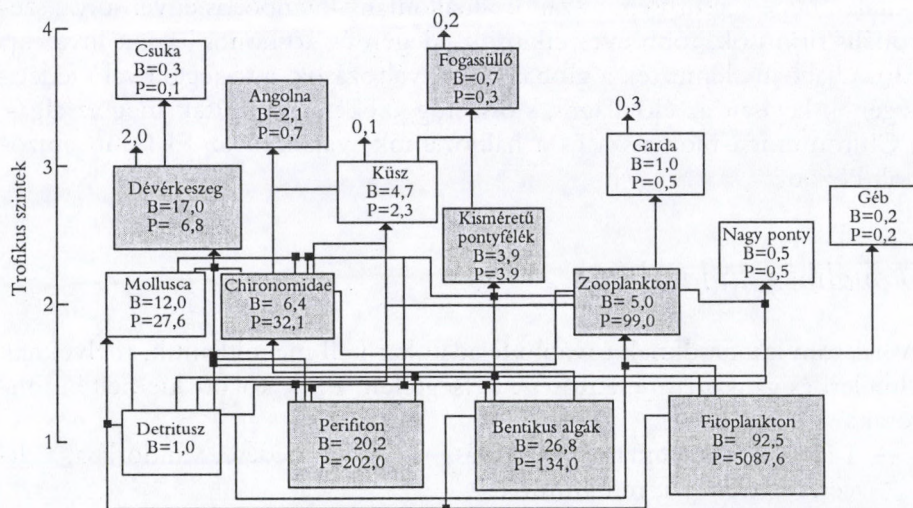 Trofikus szintek
4
3
2
1
Csuka
B=0,3
P=0,1
2,0
Angolna
B=2,1
P=0,7
0,1
Küsz
B=4,7
P=2,3
0,2
Fogassüllő
B=0,7
P=0,3
0,3
Garda
B=1,0
P=0,5
Géb
B=0,2
P=0,2
Dévérkeszeg
B=17,0
P= 6,8
Kisméretű
pontyfélék
B=3,9
P=3,9
Nagy ponty
B=0,5
P=0,5
Mollusca
B=12,0
P=27,6
Chironomidae
B= 6,4
P=32,1
Zooplankton
B= 5,0
P=99,0
Detritusz
B=1,0
Perifiton
B= 20,2
P=202,0
Bentikus algák
B= 26,8
P=134,0
Fitoplankton
B= 92,5
P=5087,6